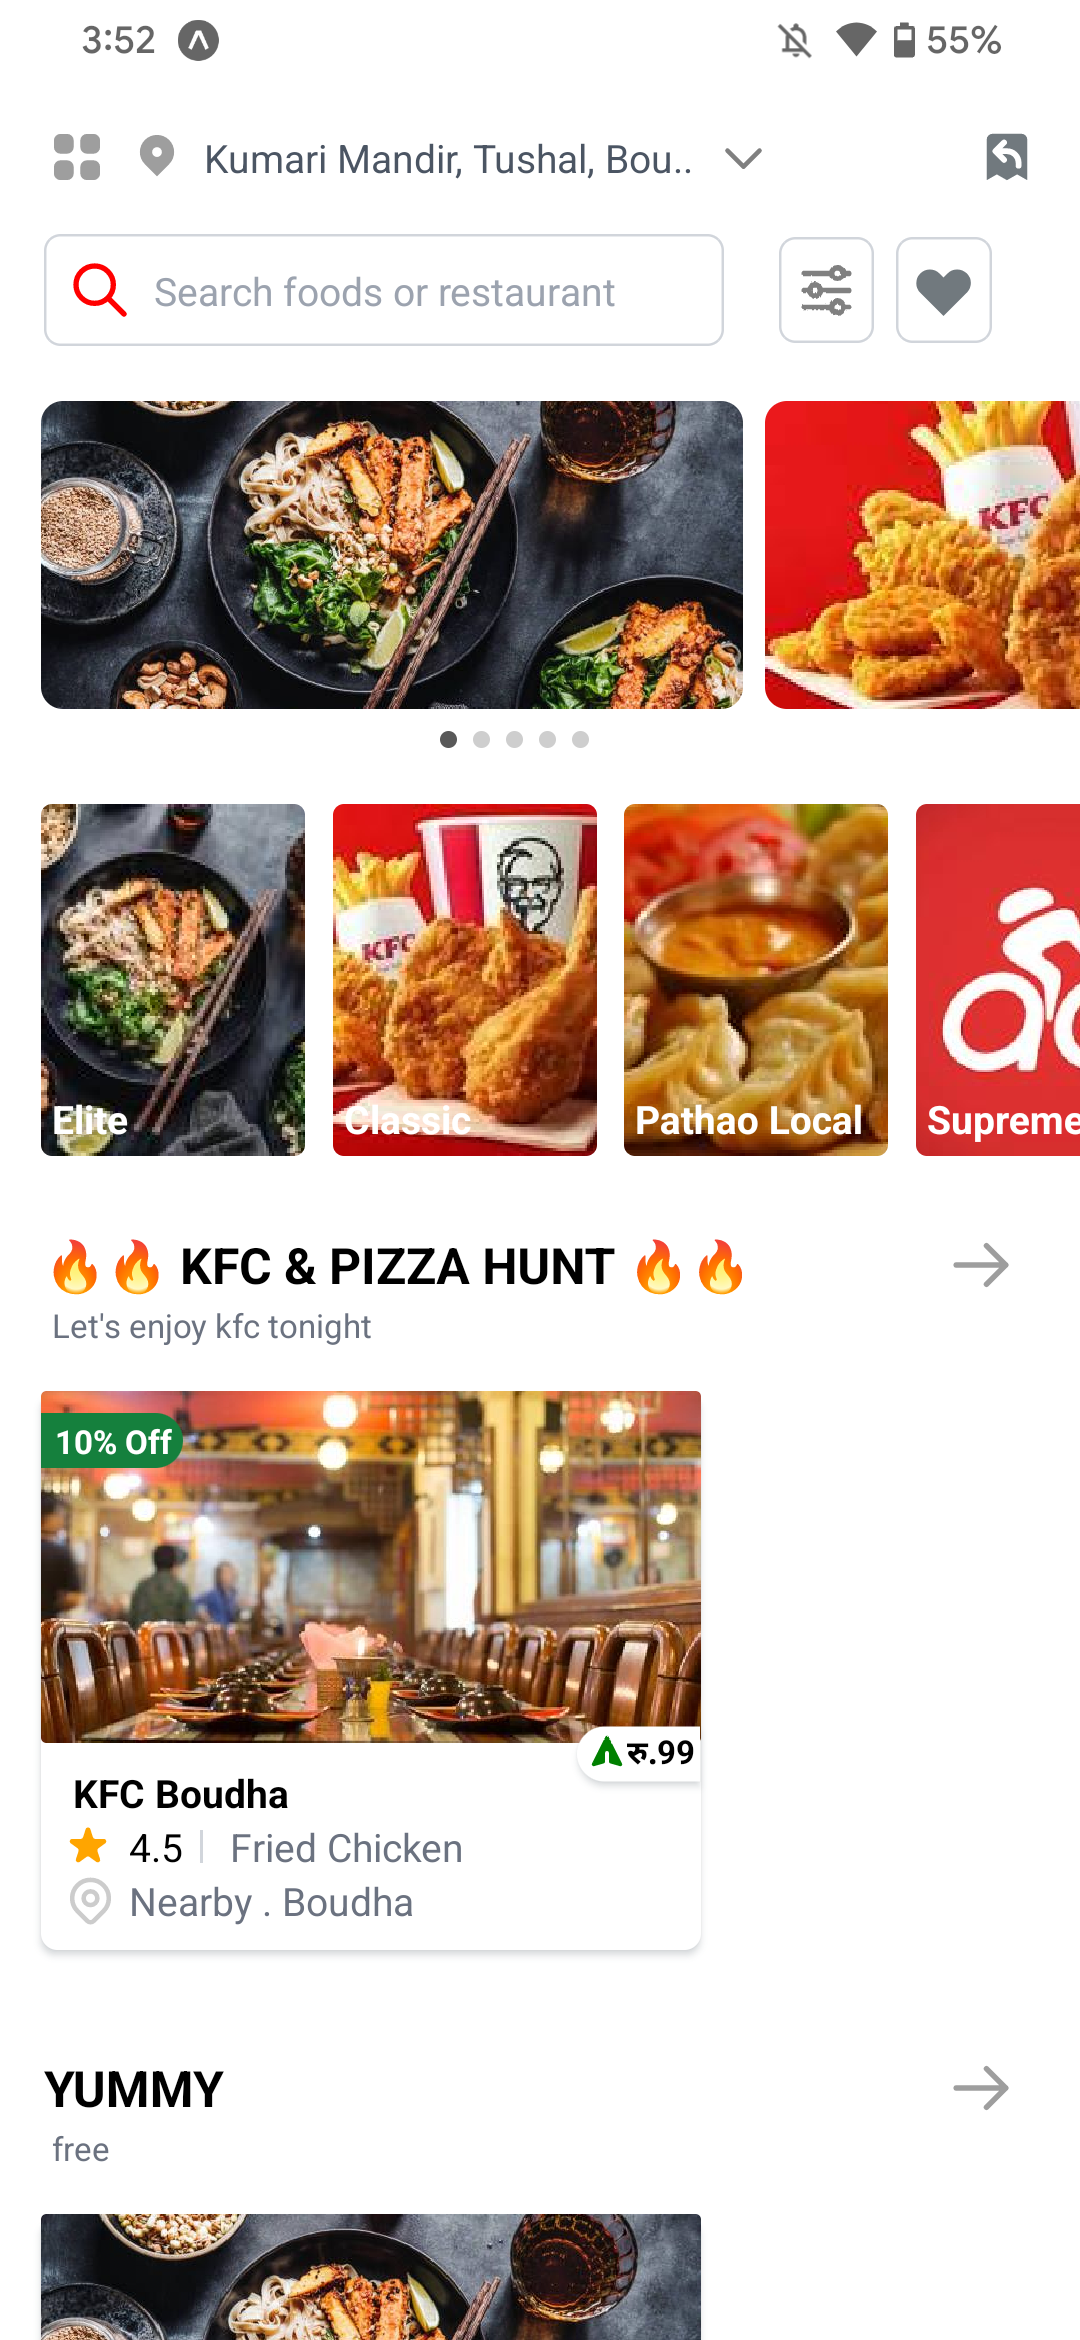 3:52
55%
Kumari Mandir, Tushal, Bou..
Search foods or restaurant
KFC
KFC
Elite
Classic
Pathao Local
Supreme
🔥🔥 KFC & PIZZA HUNT 🔥🔥
Let's enjoy kfc tonight
10% Off
रु.99
KFC Boudha
4.5
Fried Chicken
Nearby . Boudha
YUMMY
free